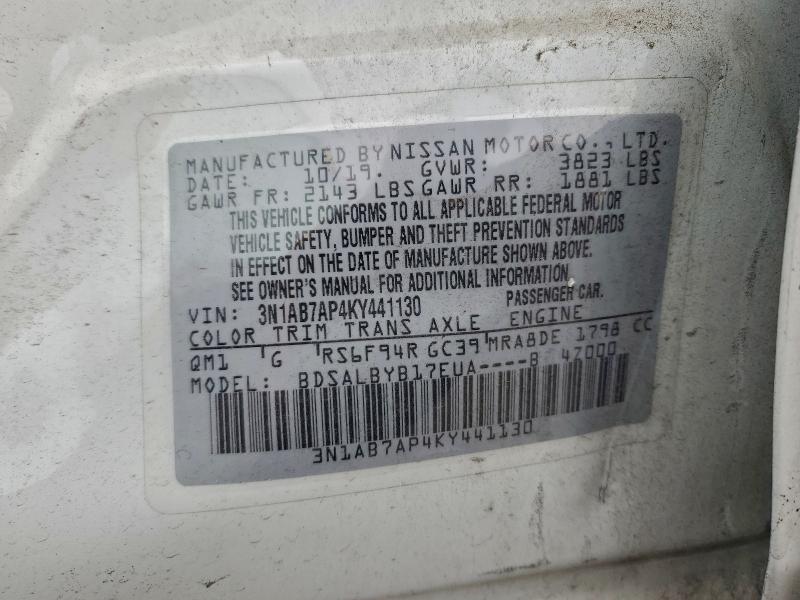 MANUFACTURED BY NISSAN MOTOR CO., LTD.
DATE: 10/19. GVWR: 3823 LBS
GAWR FR: 2143 LBS GAWR RR: 1881 LBS
THIS VEHICLE CONFORMS TO ALL APPLICABLE FEDERAL MOTOR
VEHICLE SAFETY, BUMPER AND THEFT PREVENTION STANDARDS
IN EFFECT ON THE DATE OF MANUFACTURE SHOWN ABOVE.
SEE OWNER'S MANUAL FOR ADDITIONAL INFORMATION.
VIN: 3N1AB7AP4KY441130 PASSENGER CAR.
COLOR TRIM TRANS AXLE ENGINE
QM1 G RS6F94R GC39 MRA8DE 1798 CC
MODEL: BDSALBYB17EUA----B 47000
3N1AB7AP4KY441130